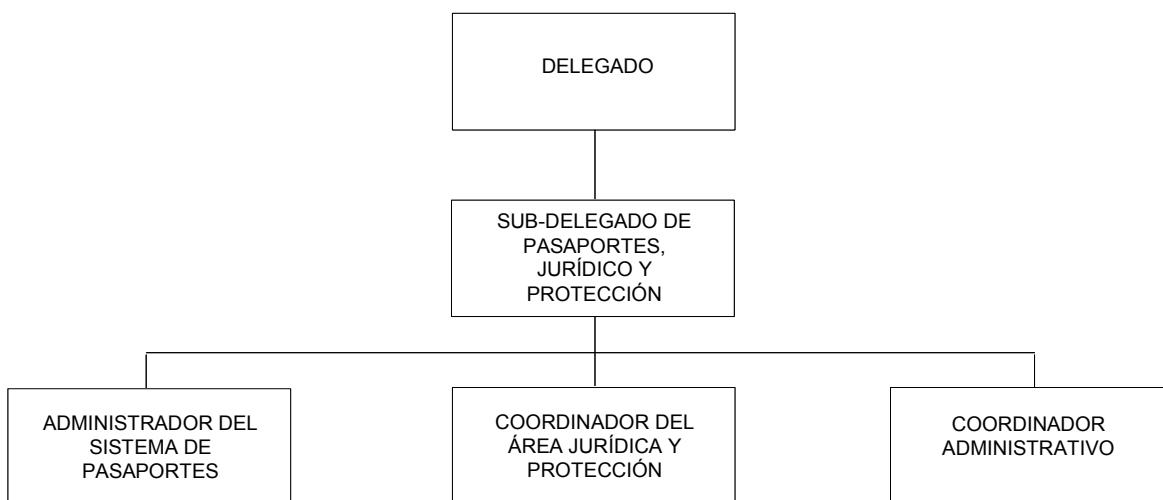 DELEGADO
SUB-DELEGADO DE
PASAPORTES,
JURÍDICO Y
PROTECCIÓN
ADMINISTRADOR DEL
SISTEMA DE
PASAPORTES
COORDINADOR DEL
ÁREA JURÍDICA Y
PROTECCIÓN
COORDINADOR
ADMINISTRATIVO